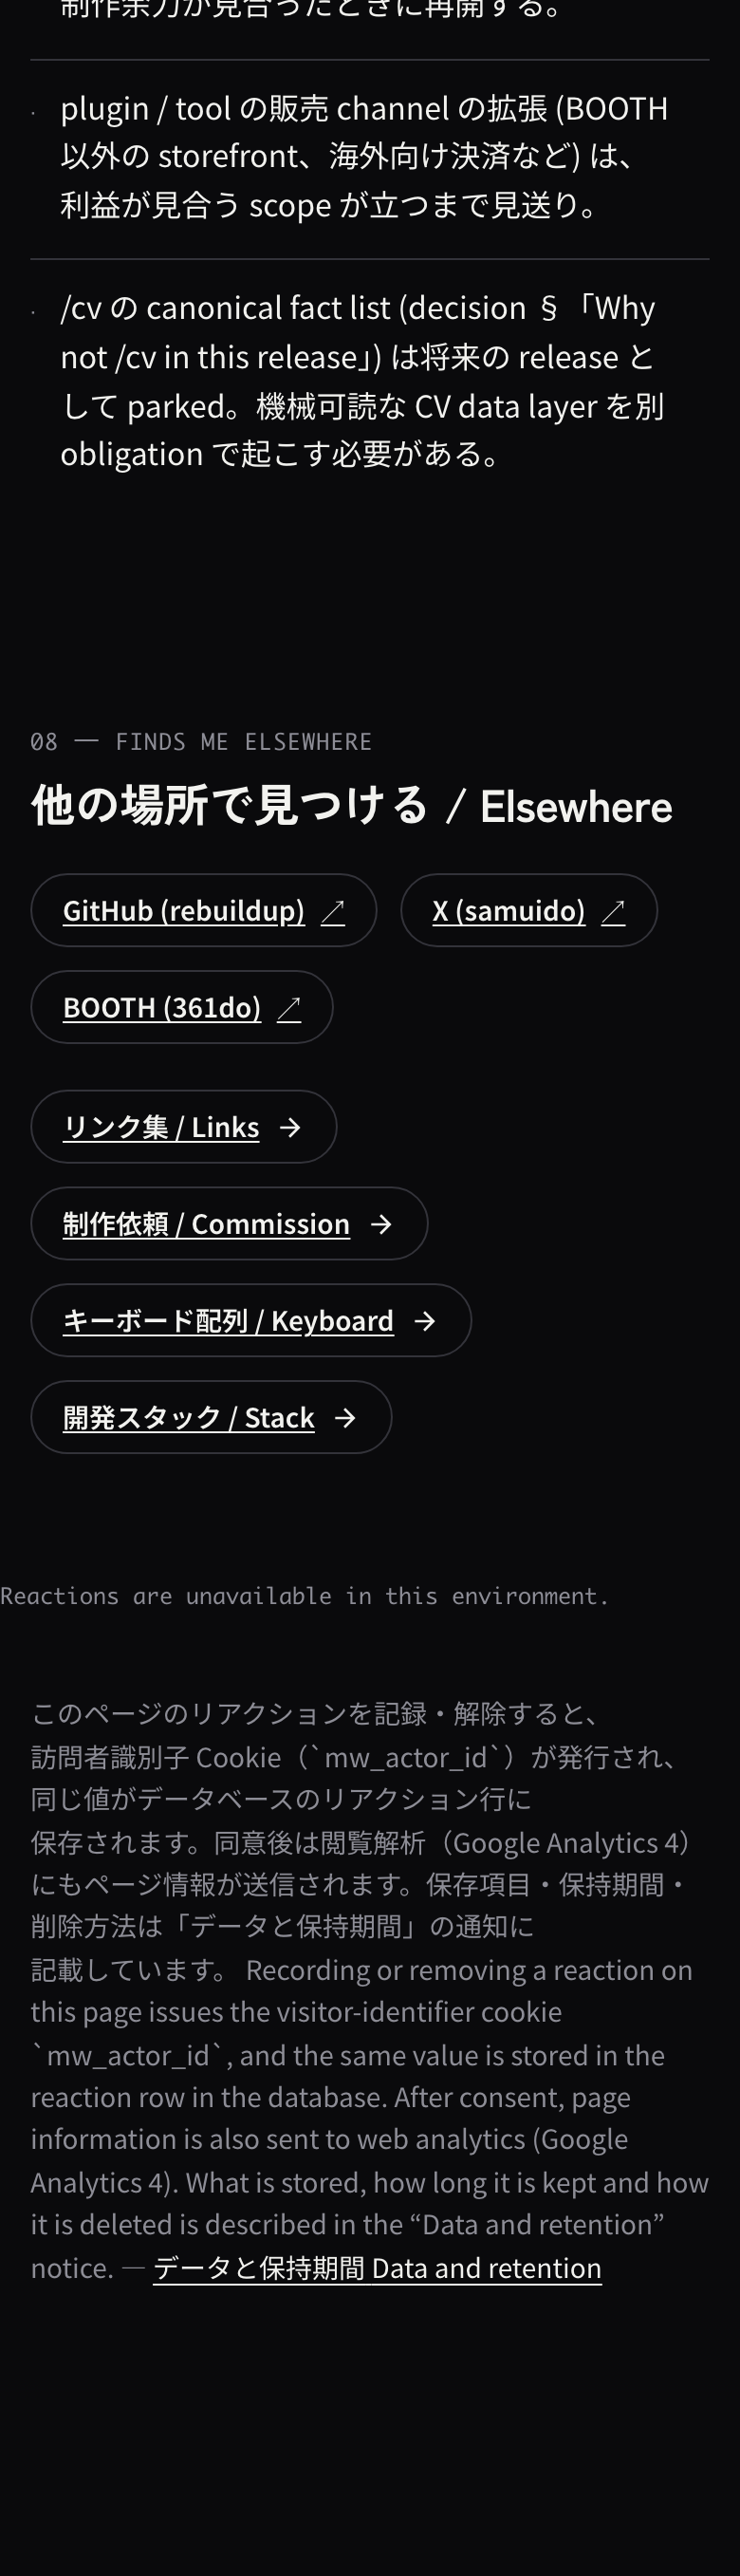 制作余力が見合ったときに再開する。
· plugin / tool の販売 channel の拡張 (BOOTH
以外の storefront、海外向け決済など) は、
利益が見合う scope が立つまで見送り。
· /cv の canonical fact list (decision §「Why
not /cv in this release」) は将来の release と
して parked。機械可読な CV data layer を別
obligation で起こす必要がある。
08 — FINDS ME ELSEWHERE
他の場所で見つける / Elsewhere
GitHub (rebuildup) ↗ X (samuido) ↗
BOOTH (361do) ↗
リンク集 / Links →
制作依頼 / Commission →
キーボード配列 / Keyboard →
開発スタック / Stack →
Reactions are unavailable in this environment.
このページのリアクションを記録・解除すると、
訪問者識別子 Cookie（`mw_actor_id`）が発行され、
同じ値がデータベースのリアクション行に
保存されます。同意後は閲覧解析（Google Analytics 4）
にもページ情報が送信されます。保存項目・保持期間・
削除方法は「データと保持期間」の通知に
記載しています。 Recording or removing a reaction on
this page issues the visitor-identifier cookie
`mw_actor_id`, and the same value is stored in the
reaction row in the database. After consent, page
information is also sent to web analytics (Google
Analytics 4). What is stored, how long it is kept and how
it is deleted is described in the “Data and retention”
notice. — データと保持期間 Data and retention